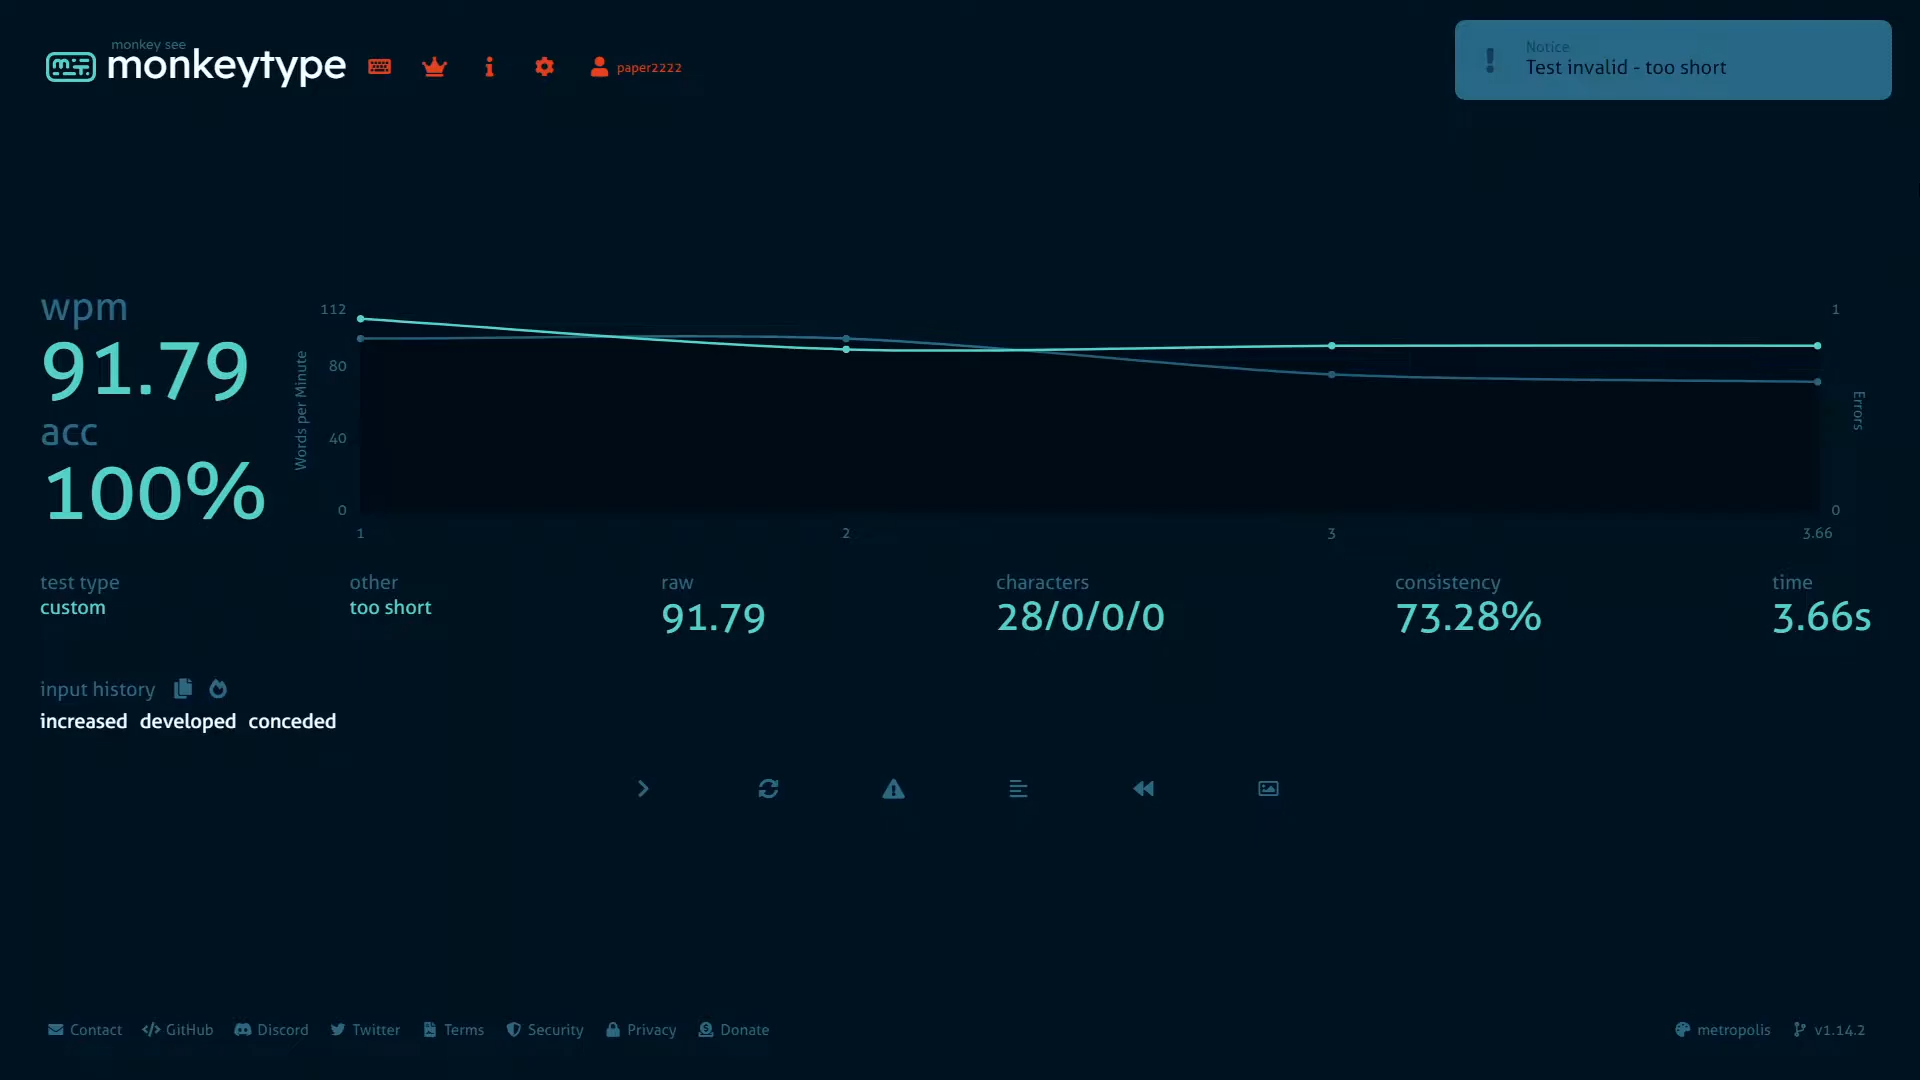 monkey see
monkeytype
paper2222
Notice
Test invalid - too short
wpm
91.79
acc
100%
Words per Minute
112
80
40
0
1
2
3
3.66
1
0
Errors
test type
custom
other
too short
raw
91.79
characters
28/0/0/0
consistency
73.28%
time
3.66s
input history
increased developed conceded
Contact GitHub Discord Twitter Terms Security Privacy Donate
metropolis v1.14.2